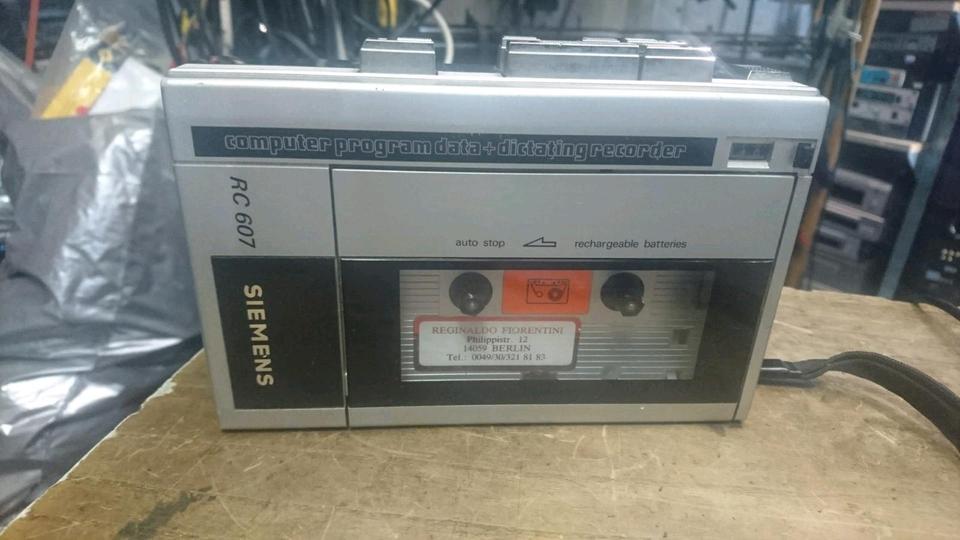 computer program data + dictating recorder
RC 607
auto stop rechargeable batteries
SIEMENS
REGINALDO FIORENTINI
Philippistr. 12
14059 BERLIN
Tel.: 0049/30/321 81 83